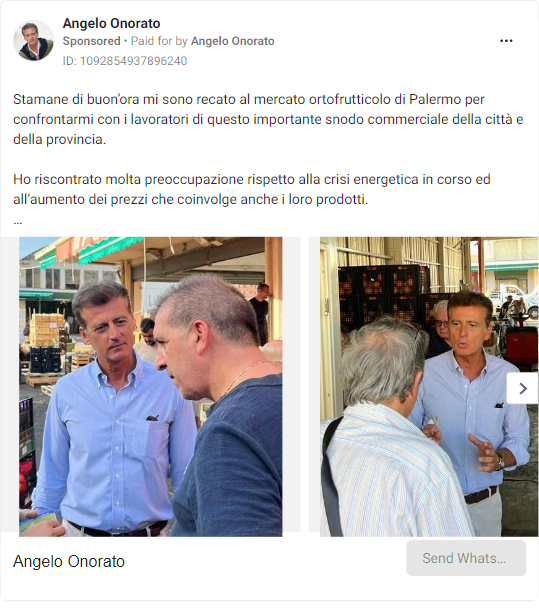 Angelo Onorato
Sponsored • Paid for by Angelo Onorato
ID: 1092854937896240
Stamane di buon'ora mi sono recato al mercato ortofrutticolo di Palermo per
confrontarmi con i lavoratori di questo importante snodo commerciale della città e
della provincia.
Ho riscontrato molta preoccupazione rispetto alla crisi energetica in corso ed
all'aumento dei prezzi che coinvolge anche i loro prodotti.
...
Angelo Onorato
Send Whats...